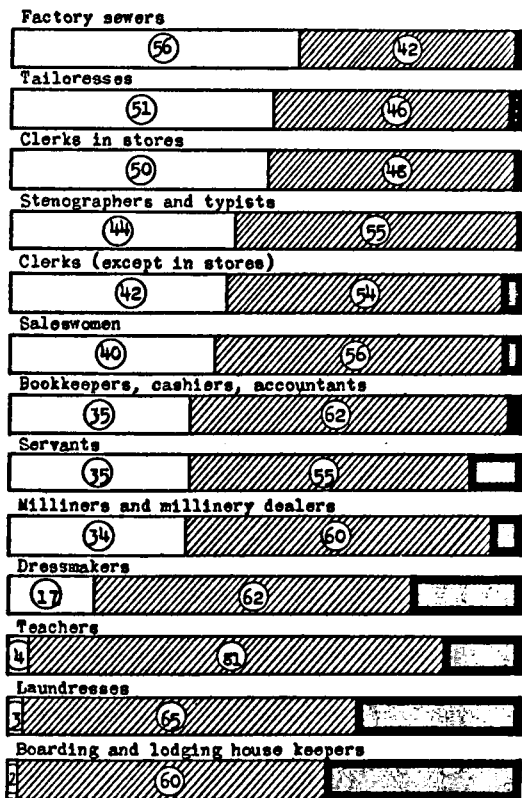 Factory sewers
56 42
Tailoresses
51 46
Clerks in stores
50 48
Stenographers and typists
44 55
Clerks (except in stores)
42 54
Saleswomen
40 56
Bookkeepers, cashiers, accountants
35 62
Servants
35 55
Milliners and millinery dealers
34 60
Dressmakers
17 62
Teachers
4 81
Laundresses
3 65
Boarding and lodging house keepers
2 60